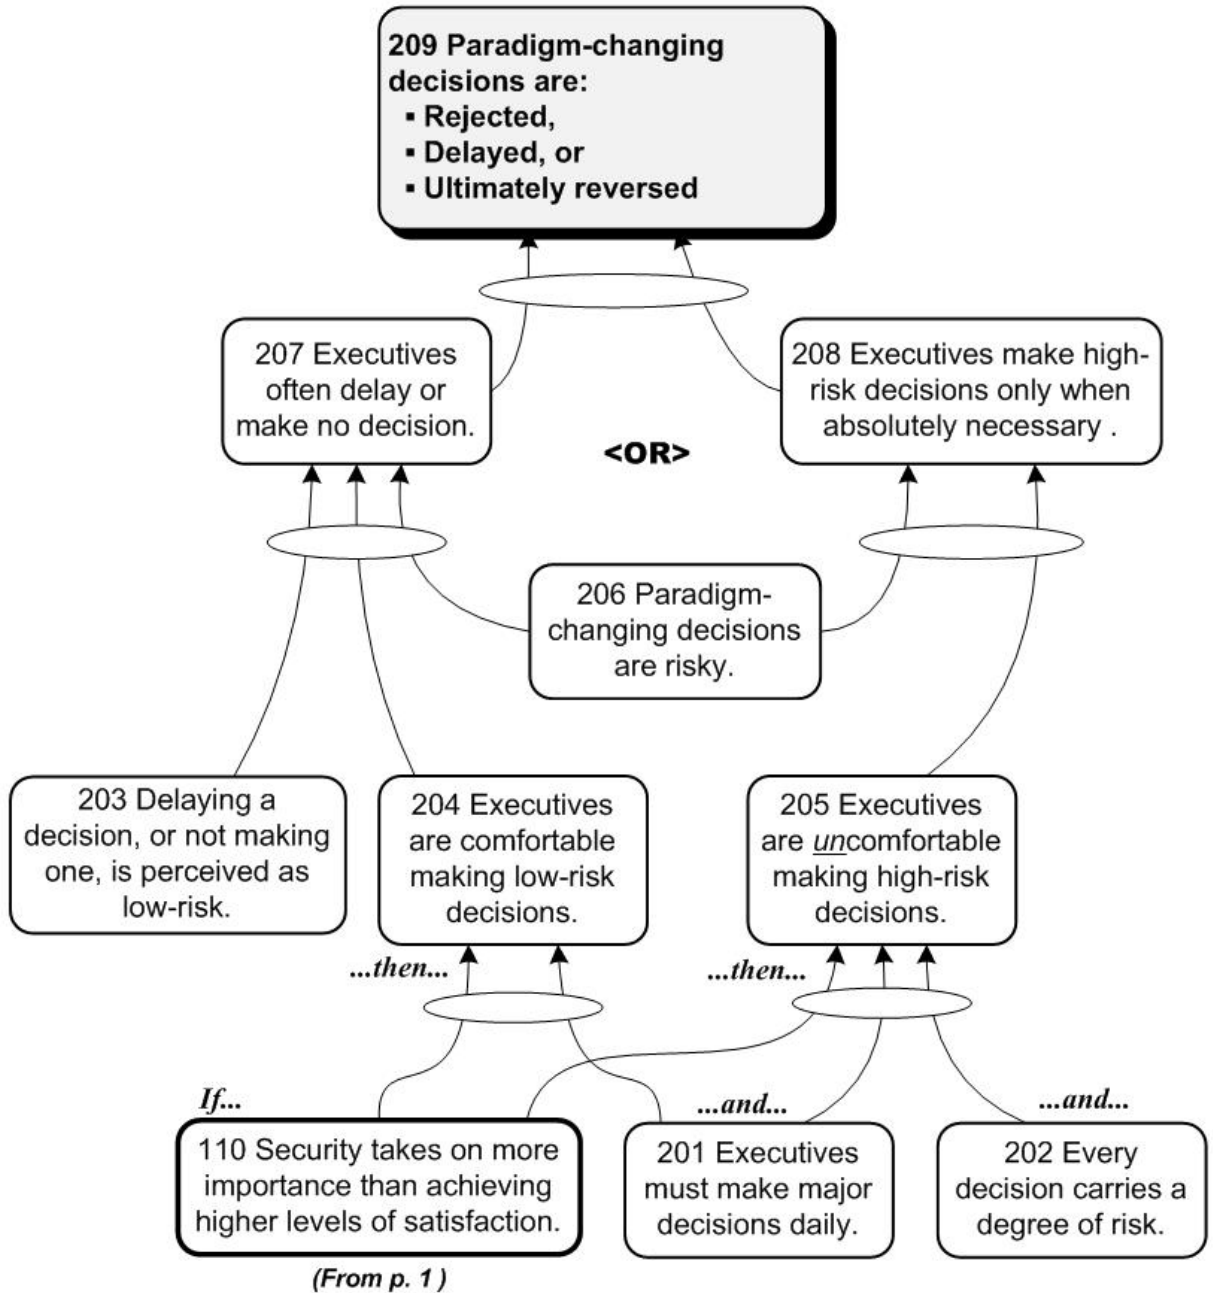 209 Paradigm-changing
decisions are:
▪ Rejected,
▪ Delayed, or
▪ Ultimately reversed
207 Executives
often delay or
make no decision.
208 Executives make high-
risk decisions only when
absolutely necessary .
<OR>
206 Paradigm-
changing decisions
are risky.
203 Delaying a
decision, or not making
one, is perceived as
low-risk.
204 Executives
are comfortable
making low-risk
decisions.
205 Executives
are uncomfortable
making high-risk
decisions.
...then...
...then...
If...
...and...
...and...
110 Security takes on more
importance than achieving
higher levels of satisfaction.
201 Executives
must make major
decisions daily.
202 Every
decision carries a
degree of risk.
(From p. 1 )